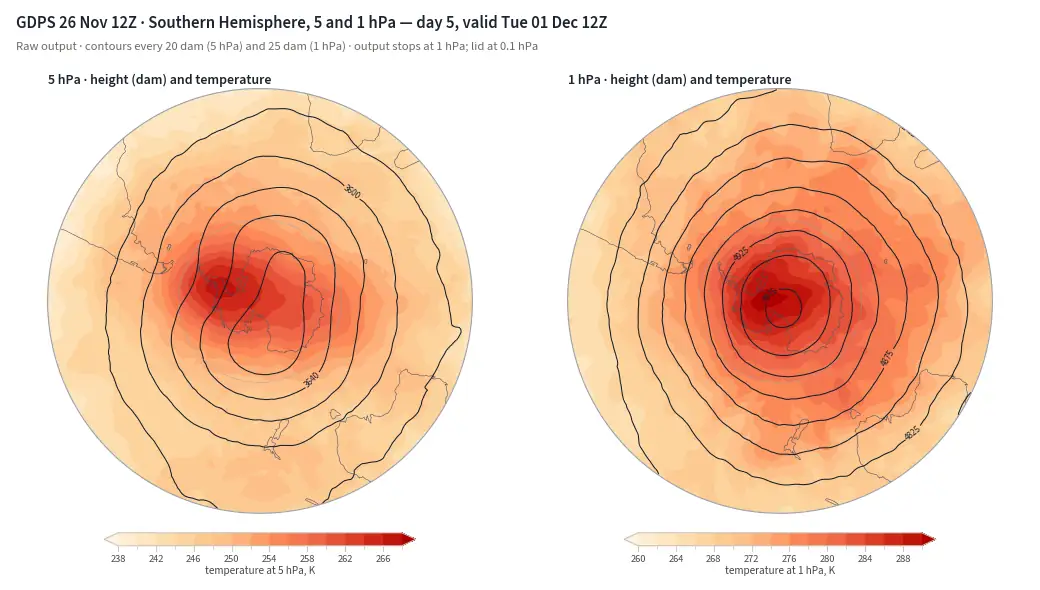 GDPS 26 Nov 12Z · Southern Hemisphere, 5 and 1 hPa — day 5, valid Tue 01 Dec 12Z
Raw output · contours every 20 dam (5 hPa) and 25 dam (1 hPa) · output stops at 1 hPa; lid at 0.1 hPa
5 hPa · height (dam) and temperature
1 hPa · height (dam) and temperature
3600
3640
4925
4875
4825
238 242 246 250 254 258 262 266
temperature at 5 hPa, K
260 264 268 272 276 280 284 288
temperature at 1 hPa, K